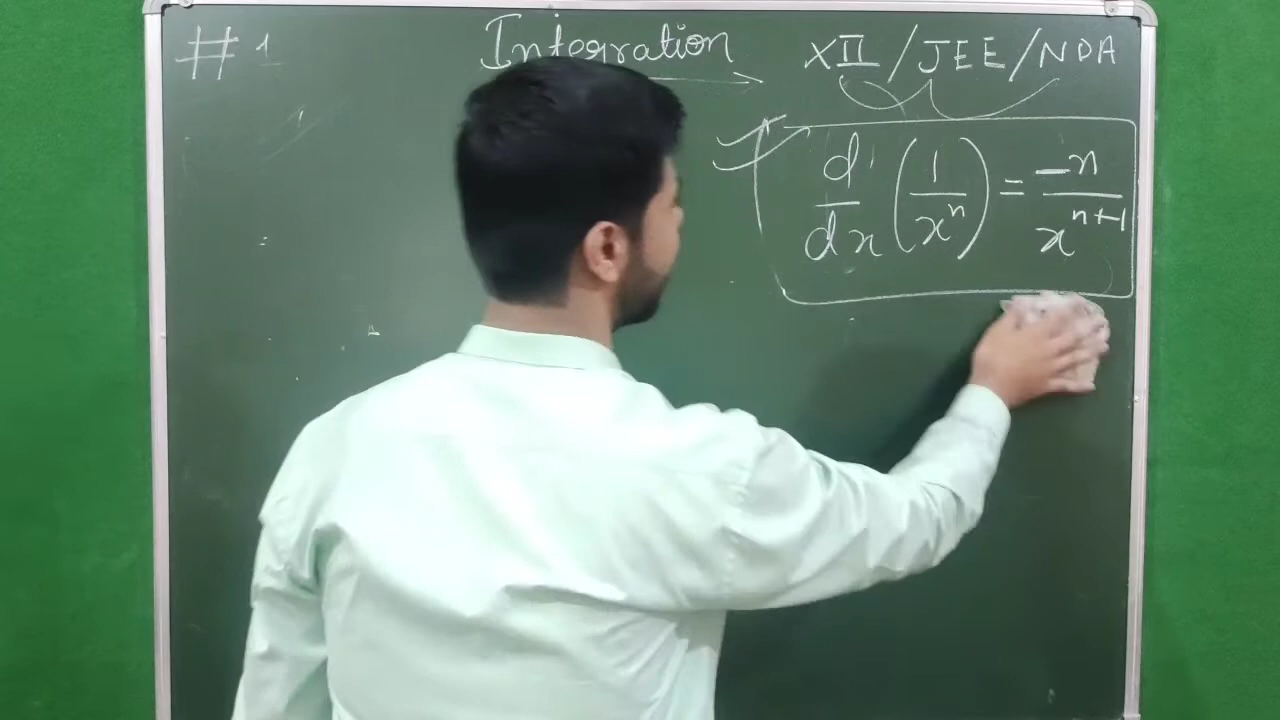 # 1 Integration XII / JEE / NDA
d/dx (1/x^n) = -n/x^{n+1}